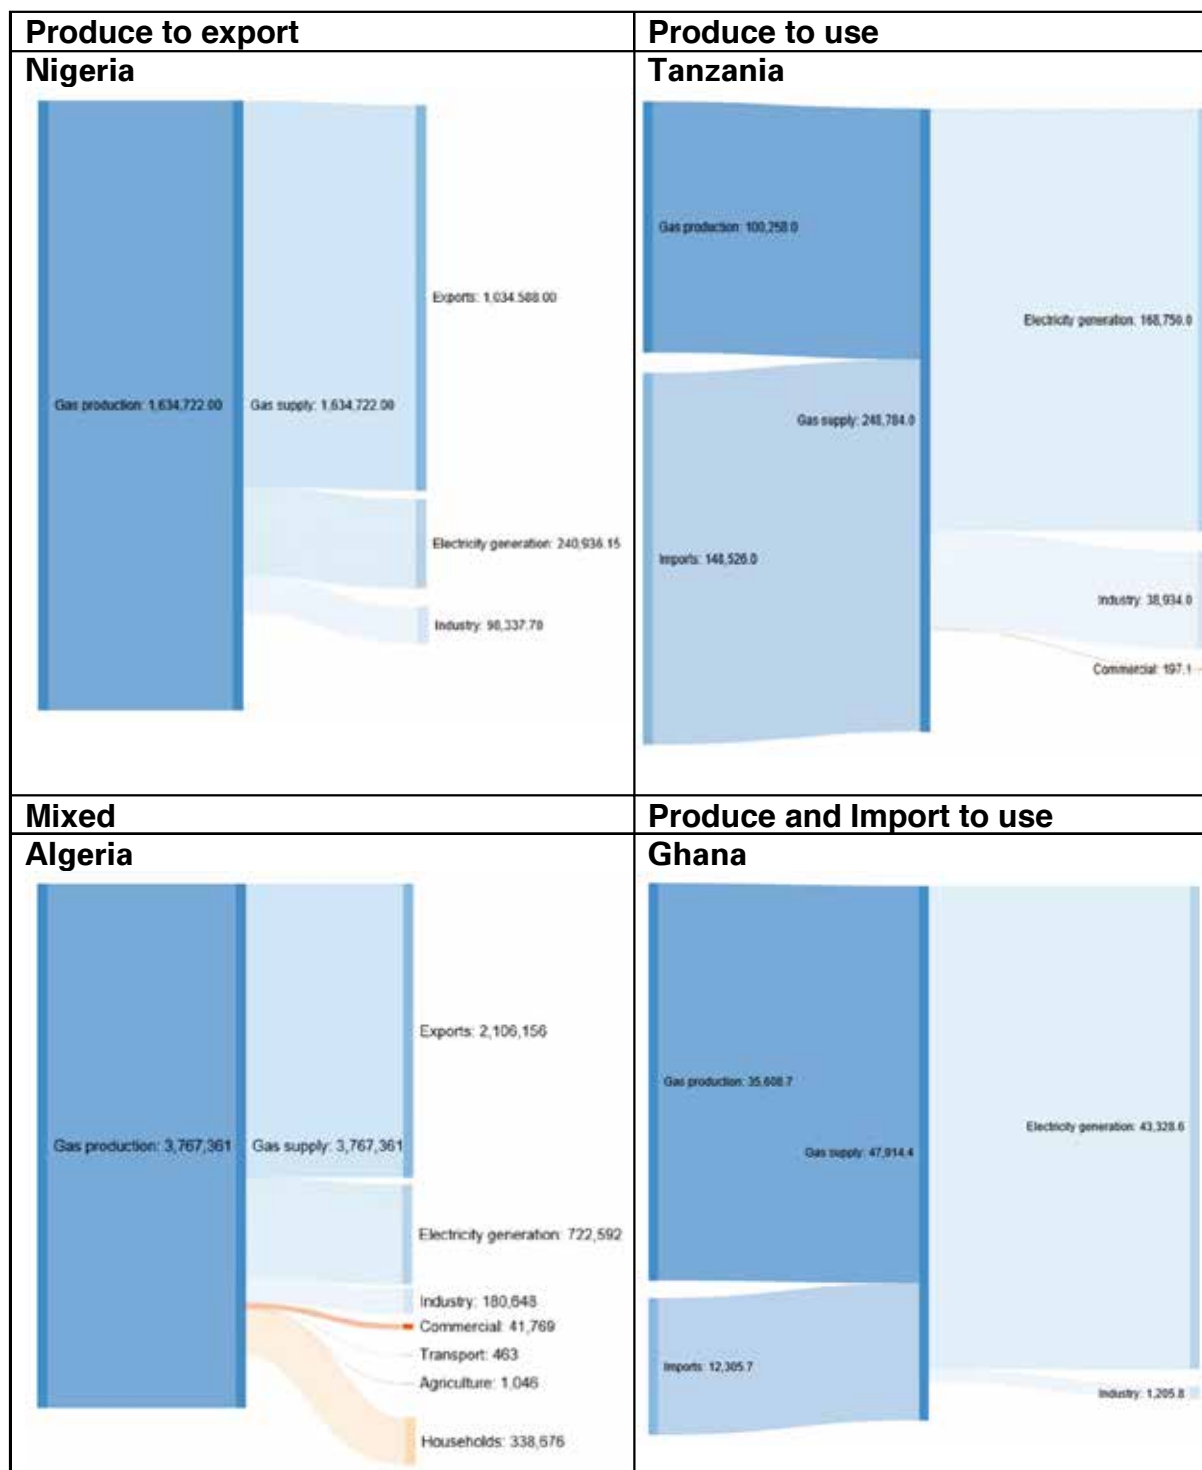 Produce to export
Produce to use
Nigeria
Tanzania
Gas production: 1,634,722.00
Gas supply: 1,634,722.00
Exports: 1,034,588.00
Electricity generation: 240,936.15
Industry: 98,337.70
Gas production: 100,258.0
Imports: 148,526.0
Gas supply: 248,784.0
Electricity generation: 168,750.0
Industry: 38,934.0
Commercial: 197.1
Mixed
Produce and Import to use
Algeria
Ghana
Gas production: 3,767,361
Gas supply: 3,767,361
Exports: 2,106,156
Electricity generation: 722,592
Industry: 180,648
Commercial: 41,769
Transport: 463
Agriculture: 1,046
Households: 338,676
Gas production: 35,608.7
Imports: 12,305.7
Gas supply: 47,914.4
Electricity generation: 43,328.6
Industry: 1,205.8